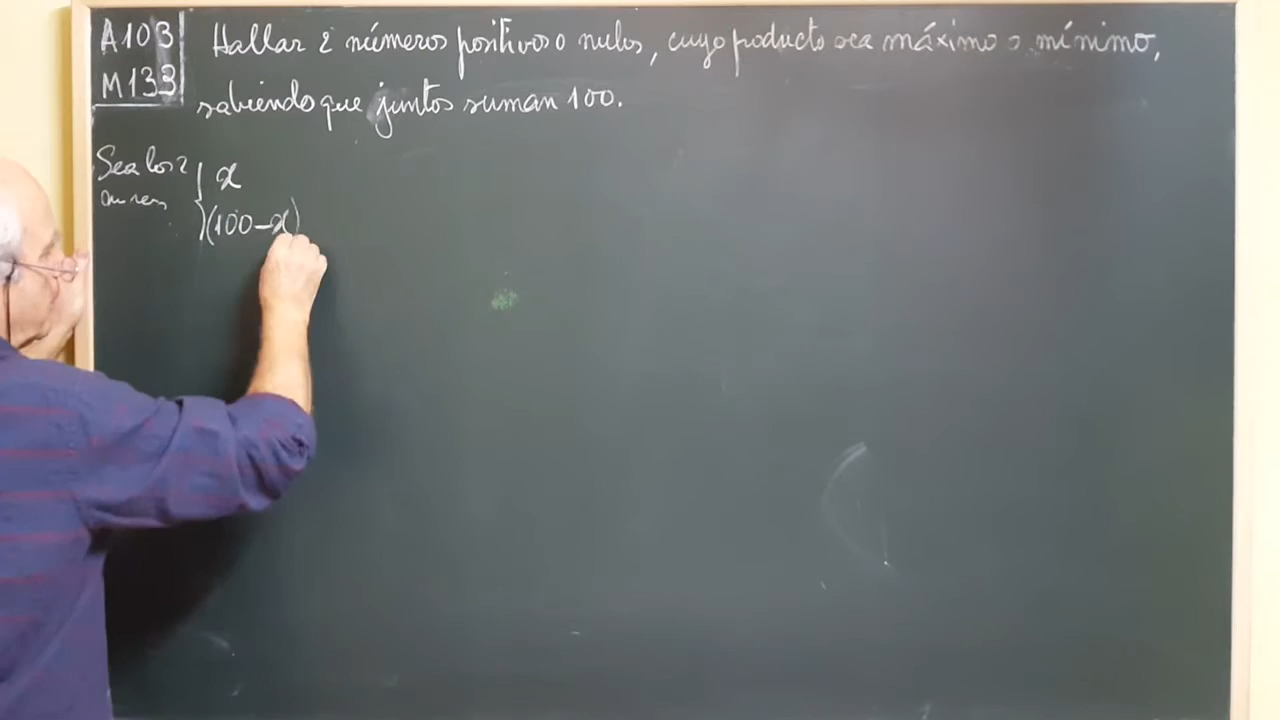 A103
M133
Hallar 2 números positivos o nulos, cuyo producto sea máximo o mínimo,
sabiendo que juntos suman 100.
Sea los 2
x
(100-x)